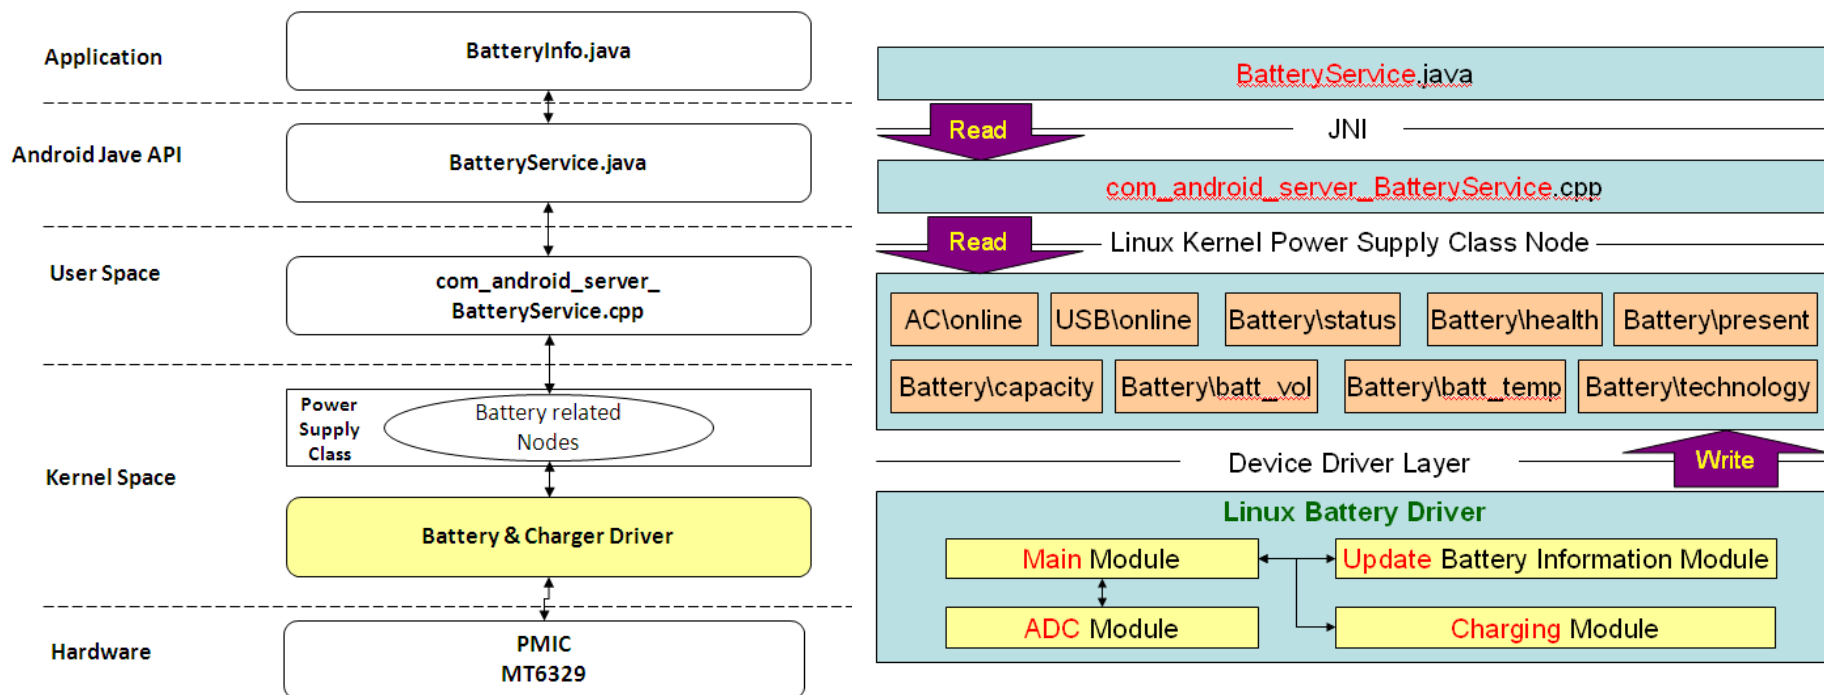 Application
BatteryInfo.java
Android Jave API
BatteryService.java
User Space
com_android_server_
BatteryService.cpp
Kernel Space
Power
Supply
Class
Battery related
Nodes
Battery & Charger Driver
Hardware
PMIC
MT6329
BatteryService.java
Read
JNI
com_android_server_BatteryService.cpp
Read
Linux Kernel Power Supply Class Node
AC\online
USB\online
Battery\status
Battery\health
Battery\present
Battery\capacity
Battery\batt_vol
Battery\batt_temp
Battery\technology
Device Driver Layer
Write
Linux Battery Driver
Main Module
Update Battery Information Module
ADC Module
Charging Module